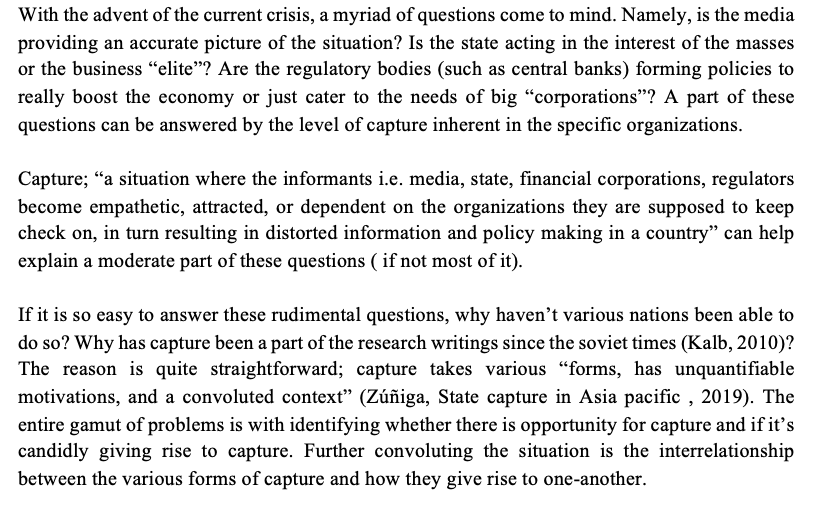 With the advent of the current crisis, a myriad of questions come to mind. Namely, is the media
providing an accurate picture of the situation? Is the state acting in the interest of the masses
or the business “elite”? Are the regulatory bodies (such as central banks) forming policies to
really boost the economy or just cater to the needs of big “corporations”? A part of these
questions can be answered by the level of capture inherent in the specific organizations.
Capture; “a situation where the informants i.e. media, state, financial corporations, regulators
become empathetic, attracted, or dependent on the organizations they are supposed to keep
check on, in turn resulting in distorted information and policy making in a country” can help
explain a moderate part of these questions ( if not most of it).
If it is so easy to answer these rudimental questions, why haven’t various nations been able to
do so? Why has capture been a part of the research writings since the soviet times (Kalb, 2010)?
The reason is quite straightforward; capture takes various “forms, has unquantifiable
motivations, and a convoluted context” (Zúñiga, State capture in Asia pacific , 2019). The
entire gamut of problems is with identifying whether there is opportunity for capture and if it’s
candidly giving rise to capture. Further convoluting the situation is the interrelationship
between the various forms of capture and how they give rise to one-another.